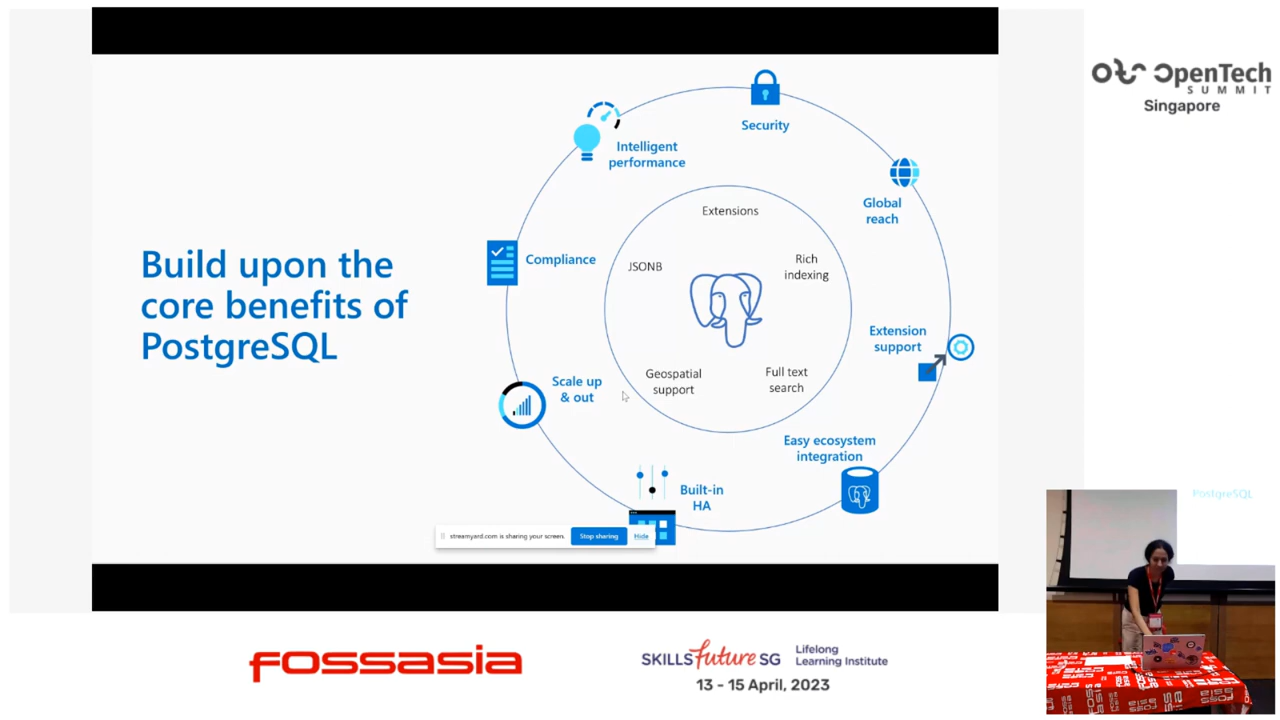 OpenTech
SUMMIT
Singapore
Security
Intelligent
performance
Global
reach
Extensions
Compliance
JSONB
Rich
indexing
Build upon the
core benefits of
PostgreSQL
Extension
support
Scale up
& out
Geospatial
support
Full text
search
Easy ecosystem
integration
Built-in
HA
streamyard.com is sharing your screen.
Stop sharing
Hide
PostgreSQL
fossasia
SKILLS future SG
Lifelong
Learning Institute
13 - 15 April, 2023